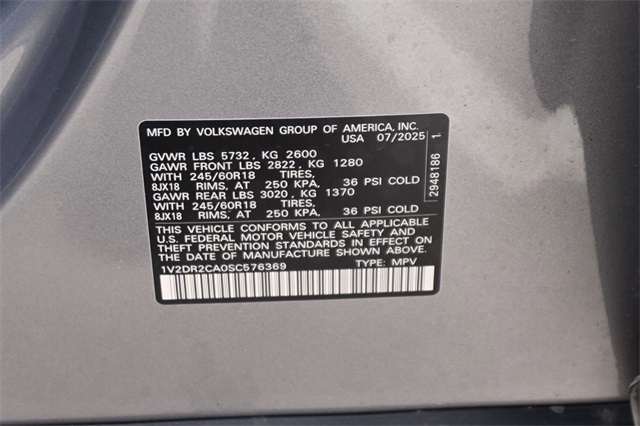 MFD BY VOLKSWAGEN GROUP OF AMERICA, INC.
USA 07/2025
GVWR LBS 5732, KG 2600
GAWR FRONT LBS 2822, KG 1280
WITH 245/60R18 TIRES,
8JX18 RIMS, AT 250 KPA, 36 PSI COLD
GAWR REAR LBS 3020, KG 1370
WITH 245/60R18 TIRES,
8JX18 RIMS, AT 250 KPA, 36 PSI COLD
THIS VEHICLE CONFORMS TO ALL APPLICABLE
U.S. FEDERAL MOTOR VEHICLE SAFETY AND
THEFT PREVENTION STANDARDS IN EFFECT ON
THE DATE OF MANUFACTURE SHOWN ABOVE.
1V2DR2CA0SC576369 TYPE: MPV
2948186 1